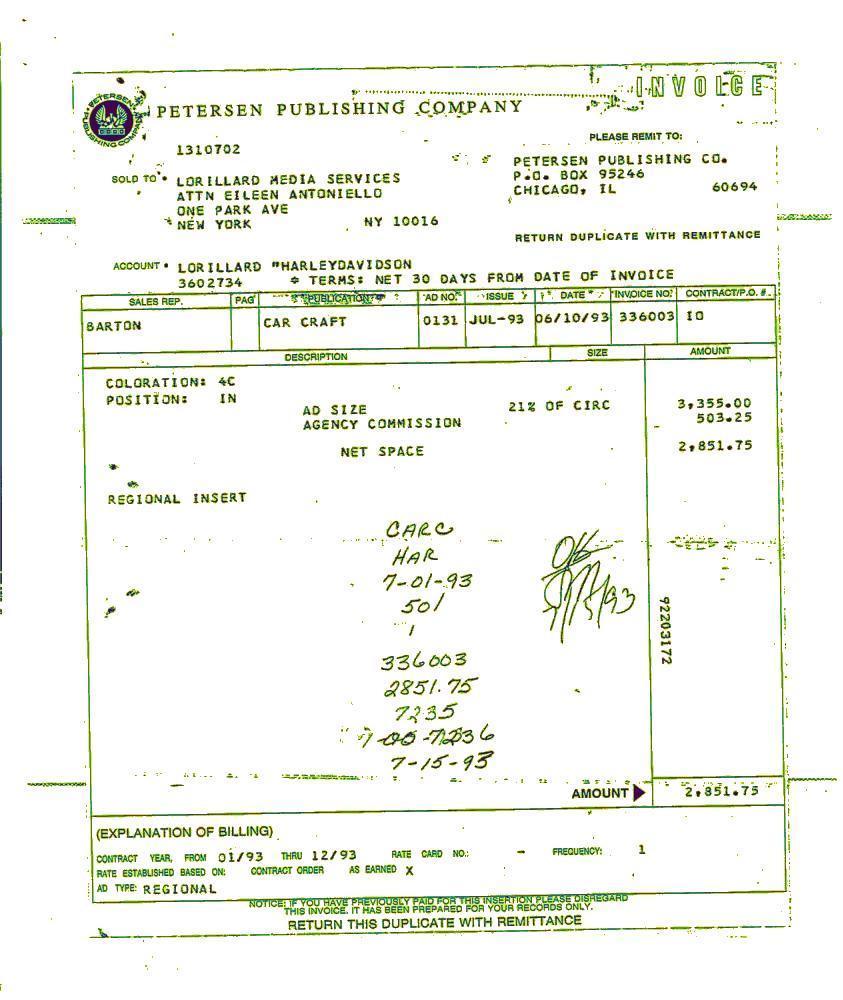 INVOICE
PETERSEN PUBLISHING COMPANY
PETERSEN PUBLISHING COMPANY
PLEASE REMIT TO:
1310702
PETERSEN PUBLISHING CO.
P.O. BOX 95246
CHICAGO, IL 60694
SOLD TO • LORILLARD MEDIA SERVICES
ATTN EILEEN ANTONIELLO
ONE PARK AVE
NEW YORK NY 10016
RETURN DUPLICATE WITH REMITTANCE
ACCOUNT • LORILLARD "HARLEYDAVIDSON
3602734 * TERMS: NET 30 DAYS FROM DATE OF INVOICE
SALES REP. PAG PUBLICATION AD NO. ISSUE DATE INVOICE NO. CONTRACT/P.O. #
BARTON CAR CRAFT 0131 JUL-93 06/10/93 336003 IO
DESCRIPTION SIZE AMOUNT
COLORATION: 4C
POSITION: IN
AD SIZE 21% OF CIRC 3,355.00
AGENCY COMMISSION 503.25
NET SPACE 2,851.75
REGIONAL INSERT
CARC
HAR
7-01-93
501
1
336003
2851.75
7235
7-15-93
OK
92203172
AMOUNT 2,851.75
(EXPLANATION OF BILLING)
CONTRACT YEAR, FROM 01/93 THRU 12/93 RATE CARD NO.: - FREQUENCY: 1
RATE ESTABLISHED BASED ON: CONTRACT ORDER AS EARNED X
AD TYPE: REGIONAL
NOTICE: IF YOU HAVE PREVIOUSLY PAID FOR THIS INSERTION PLEASE DISREGARD
THIS INVOICE. IT HAS BEEN PREPARED FOR YOUR RECORDS ONLY.
RETURN THIS DUPLICATE WITH REMITTANCE